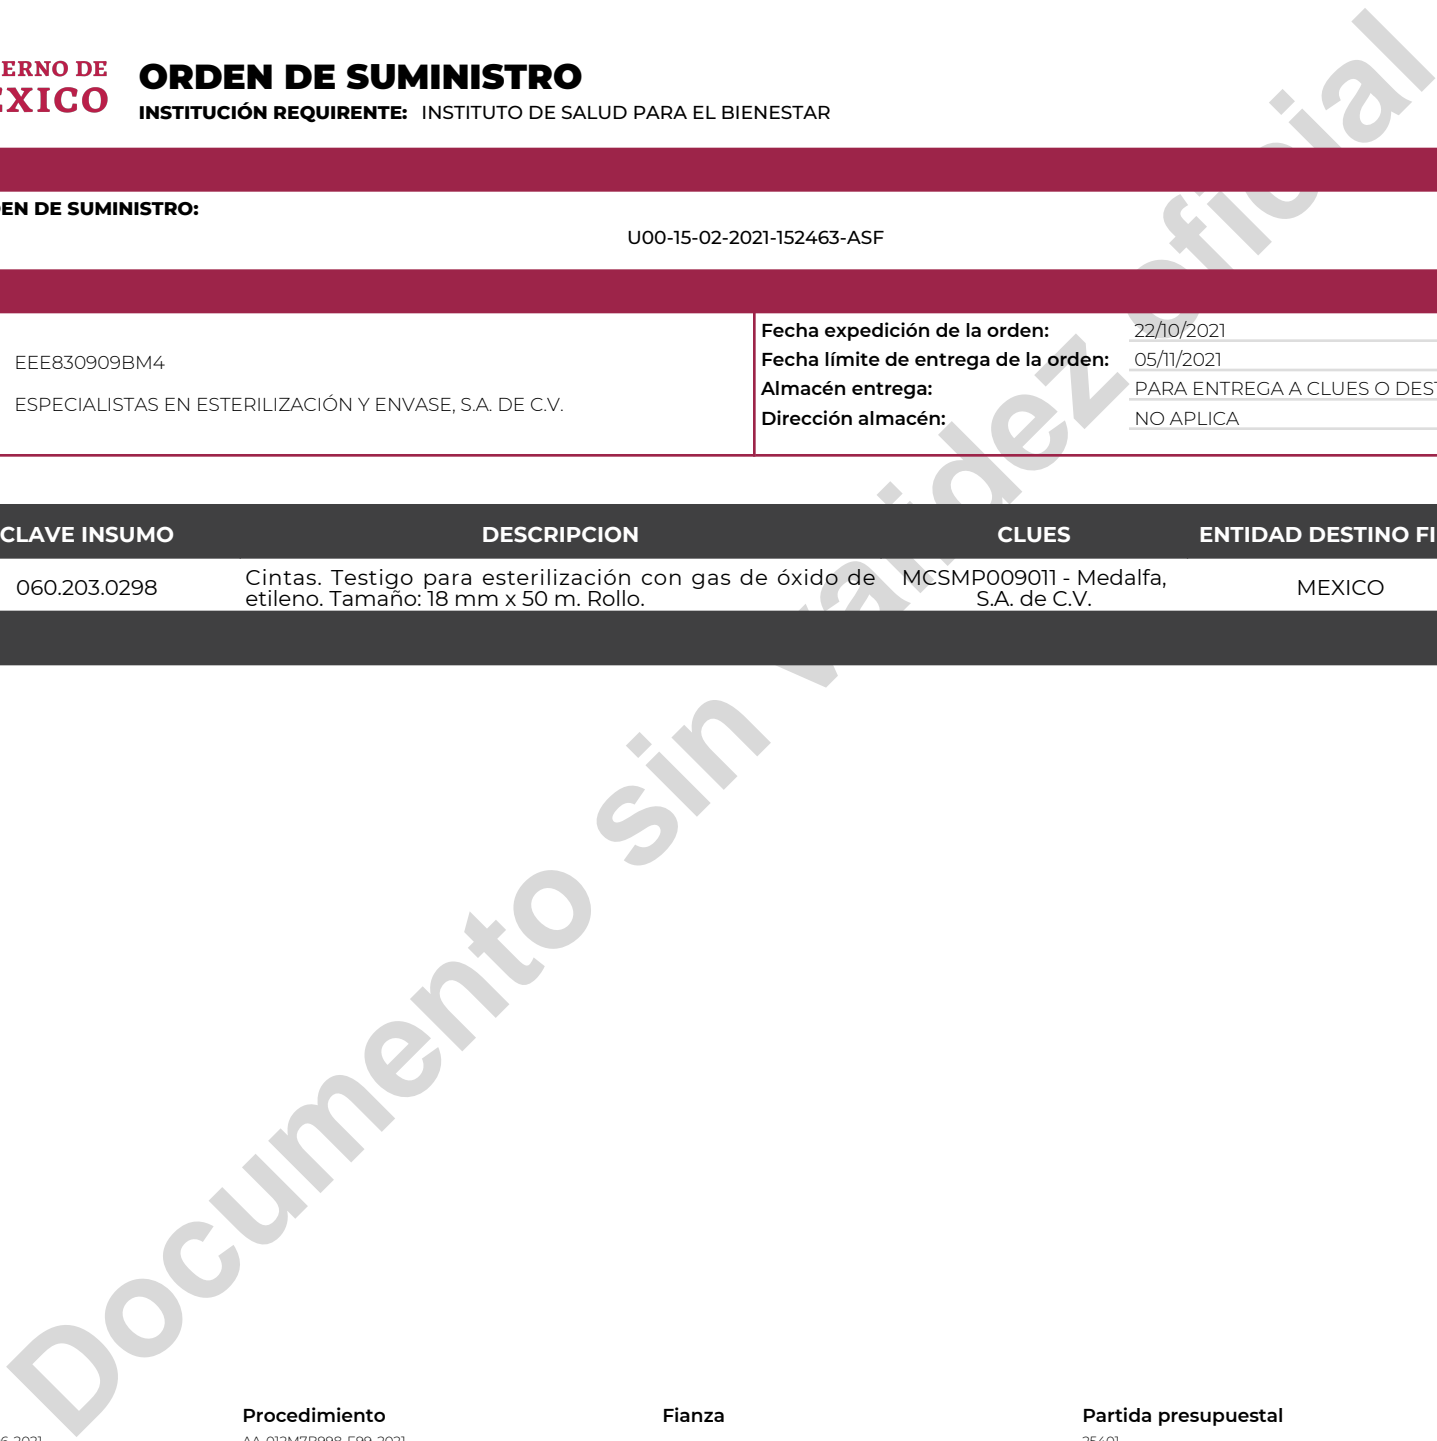 ERNO DE
ORDEN DE SUMINISTRO
EXICO
INSTITUCIÓN REQUIRENTE: INSTITUTO DE SALUD PARA EL BIENESTAR
EN DE SUMINISTRO:
U00-15-02-2021-152463-ASF
EEE830909BM4
ESPECIALISTAS EN ESTERILIZACIÓN Y ENVASE, S.A. DE C.V.
Fecha expedición de la orden: 22/10/2021
Fecha límite de entrega de la orden: 05/11/2021
Almacén entrega: PARA ENTREGA A CLUES O DEST
Dirección almacén: NO APLICA
CLAVE INSUMO DESCRIPCION CLUES ENTIDAD DESTINO FI
060.203.0298
Cintas. Testigo para esterilización con gas de óxido de
etileno. Tamaño: 18 mm x 50 m. Rollo.
MCSMP009011 - Medalfa,
S.A. de C.V.
MEXICO
Documento sin validez oficial
Procedimiento Fianza Partida presupuestal